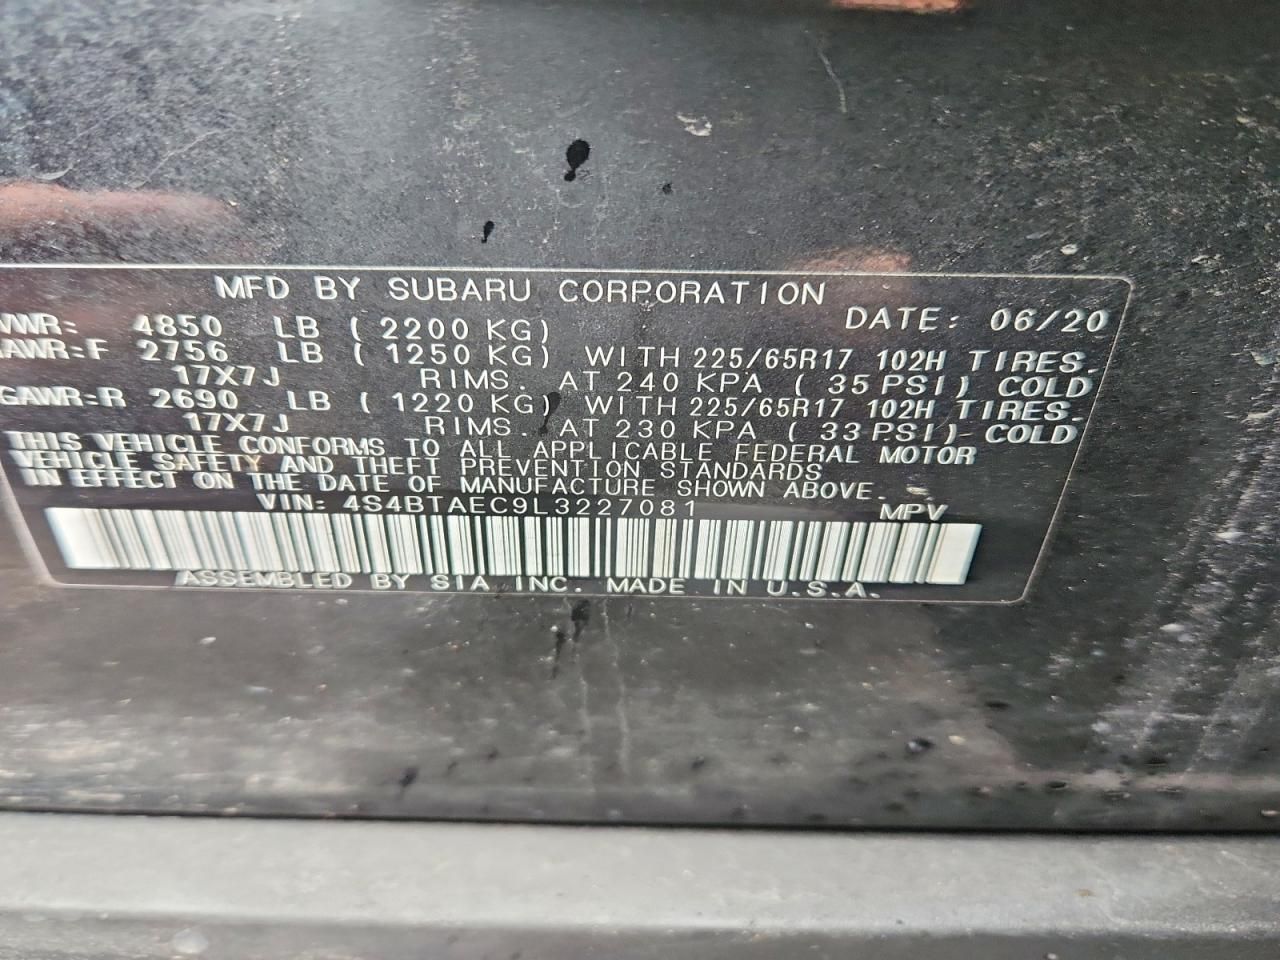 MFD BY SUBARU CORPORATION
4850 LB ( 2200 KG) DATE: 06/20
AWR:F 2756 LB ( 1250 KG) WITH 225/65R17 102H TIRES.
17X7J RIMS. AT 240 KPA ( 35 PSI) COLD
GAWR:R 2690 LB ( 1220 KG) WITH 225/65R17 102H TIRES.
17X7J RIMS. AT 230 KPA ( 33 PSI) COLD
THIS VEHICLE CONFORMS TO ALL APPLICABLE FEDERAL MOTOR
VEHICLE SAFETY AND THEFT PREVENTION STANDARDS
IN EFFECT ON THE DATE OF MANUFACTURE SHOWN ABOVE.
VIN: 4S4BTAEC9L3227081 MPV
ASSEMBLED BY SIA INC. MADE IN U.S.A.